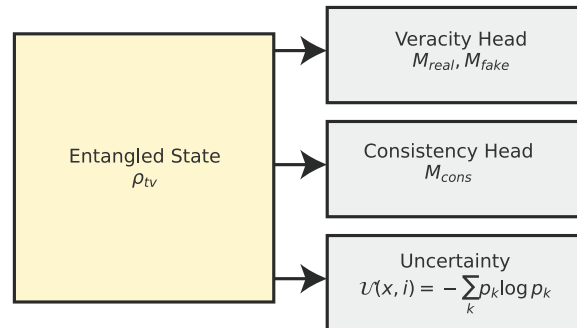 Entangled State
ρ_tv
Veracity Head
M_real, M_fake
Consistency Head
M_cons
Uncertainty
𝒰(x, i) = − ∑_k p_k log p_k